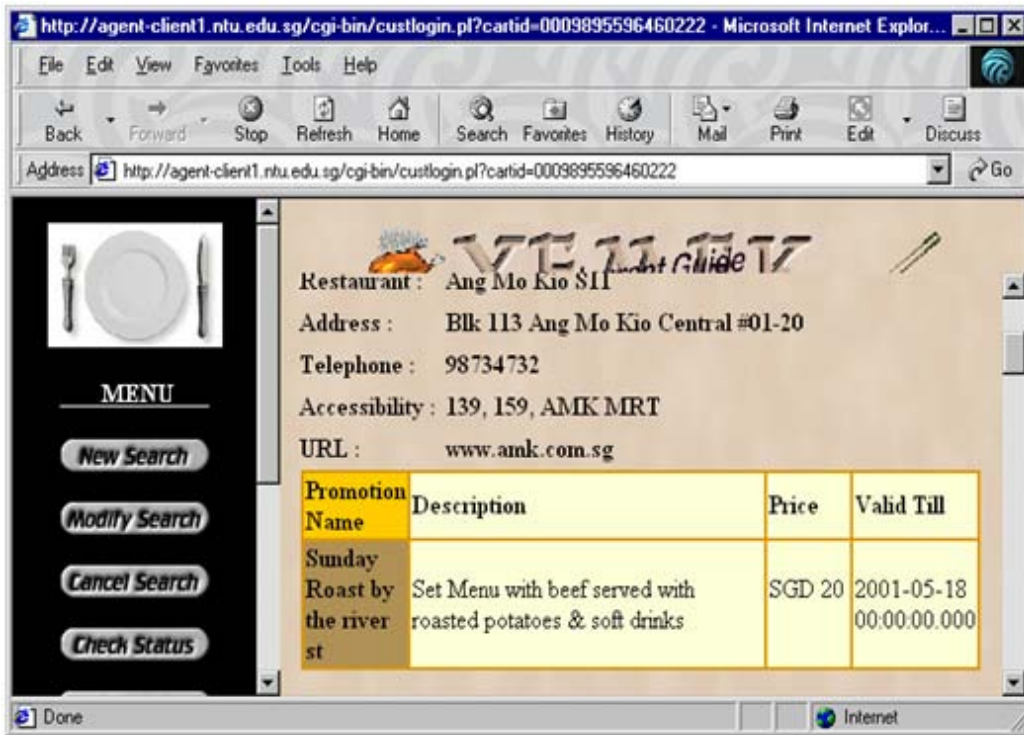 http://agent-client1.ntu.edu.sg/cgi-bin/custlogin.pl?cartid=0009895596460222 - Microsoft Internet Explor...
File Edit View Favorites Tools Help
Back Forward Stop Refresh Home Search Favorites History Mail Print Edit Discuss
Address http://agent-client1.ntu.edu.sg/cgi-bin/custlogin.pl?cartid=0009895596460222 Go
Guide
Restaurant : Ang Mo Kio S11
Address : Blk 113 Ang Mo Kio Central #01-20
Telephone : 98734732
Accessibility : 139, 159, AMK MRT
URL : www.amk.com.sg
MENU
New Search
Modify Search
Cancel Search
Check Status
Promotion Name Description Price Valid Till
Sunday
Roast by
the river
st
Set Menu with beef served with
roasted potatoes & soft drinks
SGD 20
2001-05-18
00:00:00.000
Done Internet